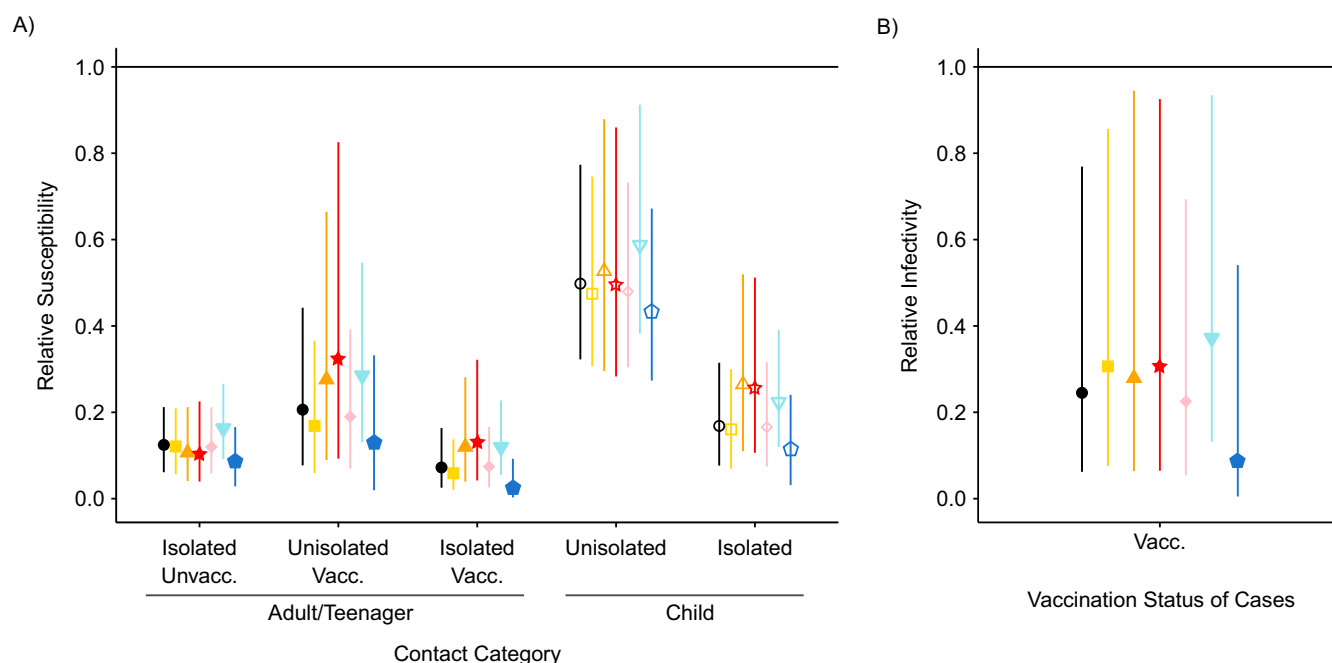 A)
Relative Susceptibility
1.0
0.8
0.6
0.4
0.2
0.0
Isolated
Unvacc.
Unisolated
Vacc.
Isolated
Vacc.
Unisolated
Isolated
Adult/Teenager
Child
Contact Category
B)
Relative Infectivity
1.0
0.8
0.6
0.4
0.2
0.0
Vacc.
Vaccination Status of Cases